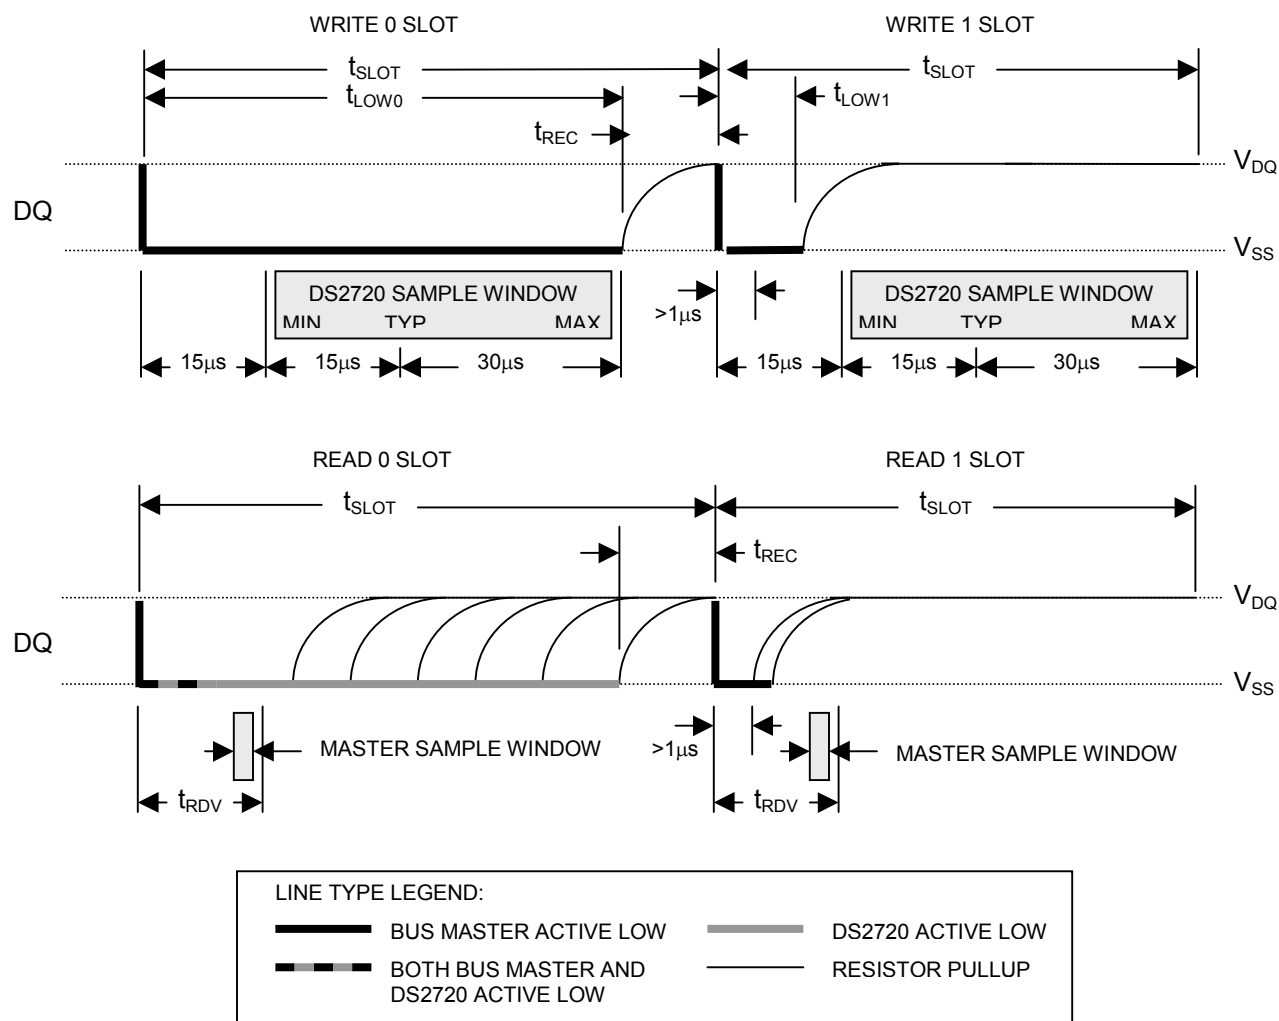 WRITE 0 SLOT WRITE 1 SLOT
tSLOT tSLOT
tLOW0 tLOW1
tREC
VDQ
DQ
VSS
DS2720 SAMPLE WINDOW >1μs DS2720 SAMPLE WINDOW
MIN TYP MAX MIN TYP MAX
15μs 15μs 30μs 15μs 15μs 30μs
READ 0 SLOT READ 1 SLOT
tSLOT tSLOT
tREC
VDQ
DQ
VSS
MASTER SAMPLE WINDOW >1μs MASTER SAMPLE WINDOW
tRDV tRDV
LINE TYPE LEGEND:
BUS MASTER ACTIVE LOW DS2720 ACTIVE LOW
BOTH BUS MASTER AND RESISTOR PULLUP
DS2720 ACTIVE LOW